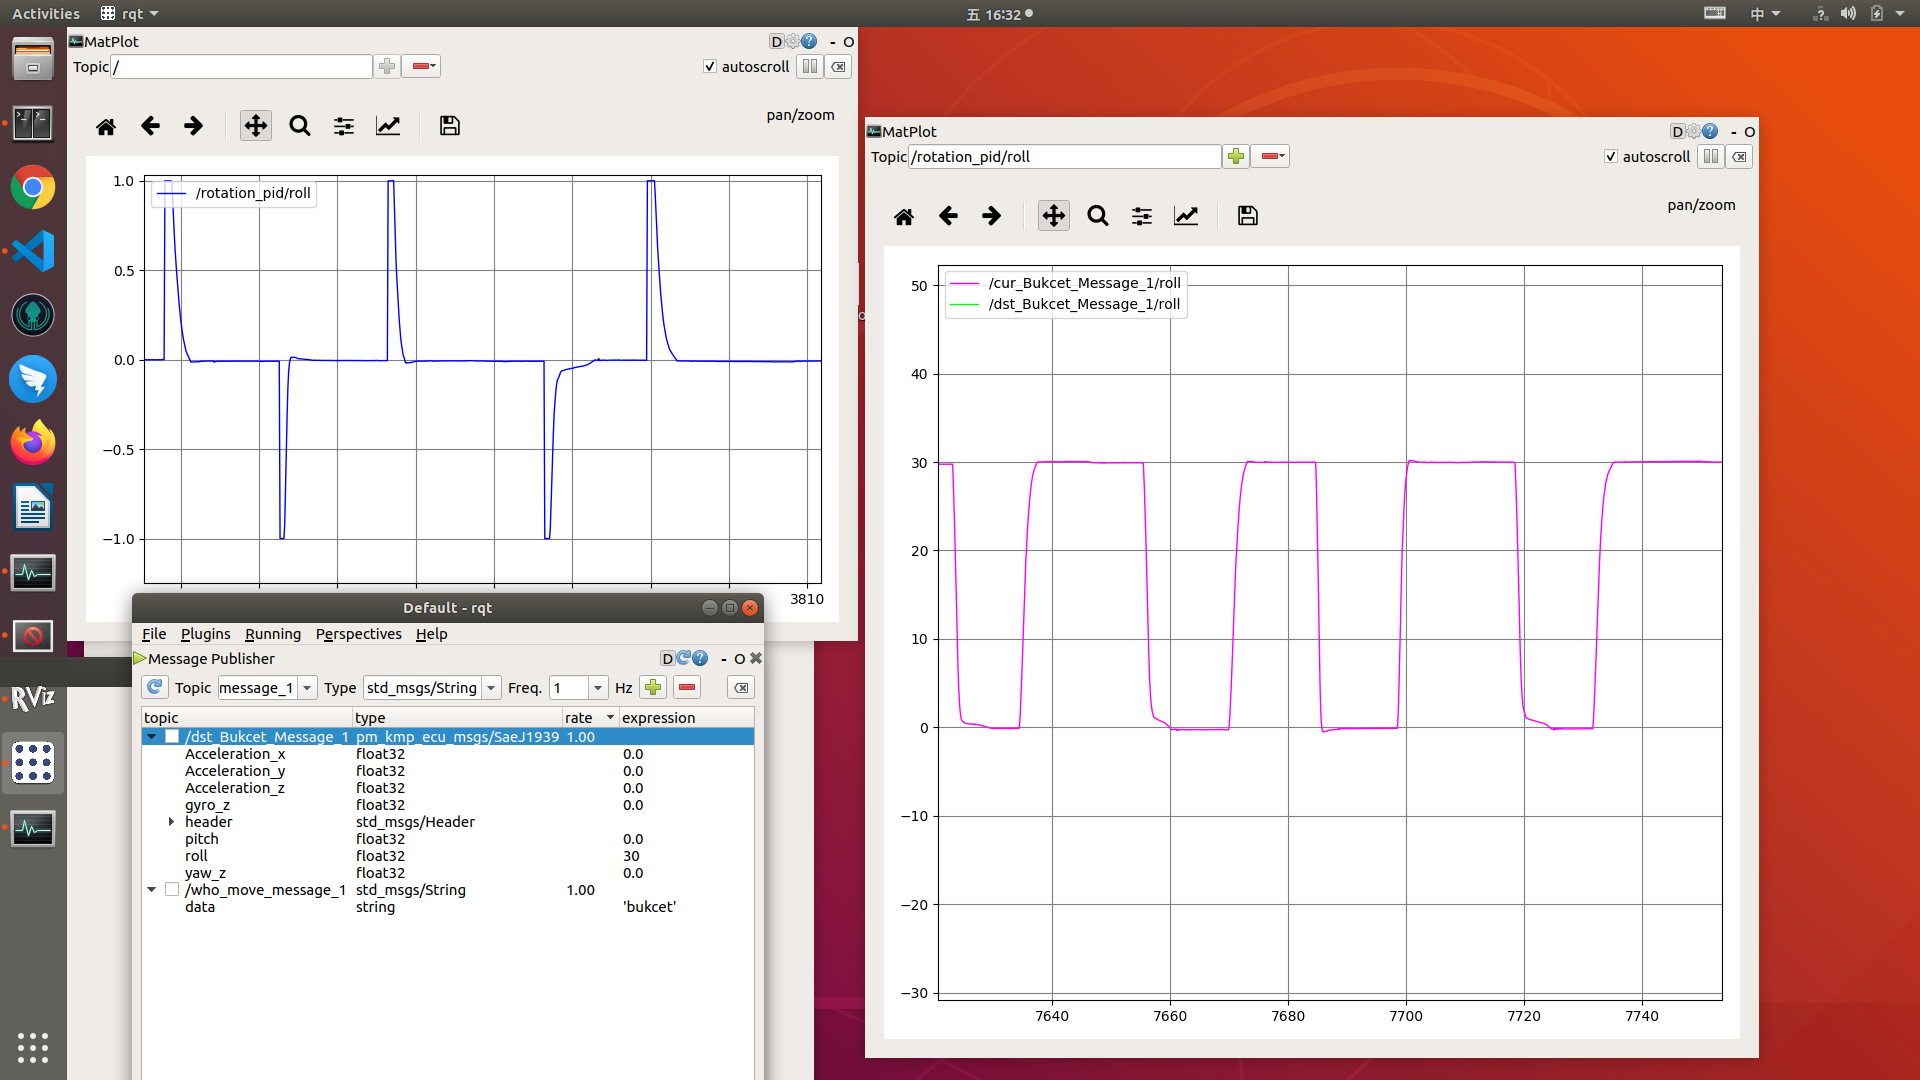 Activities rqt 五 16:32 中
MatPlot D - O
Topic / autoscroll
pan/zoom
/rotation_pid/roll
1.0
0.5
0.0
−0.5
−1.0
3810
MatPlot D - O
Topic /rotation_pid/roll autoscroll
pan/zoom
/cur_Bukcet_Message_1/roll
/dst_Bukcet_Message_1/roll
50
40
30
20
10
0
−10
−20
−30
7640 7660 7680 7700 7720 7740
Default - rqt
File Plugins Running Perspectives Help
Message Publisher D - O
Topic message_1 Type std_msgs/String Freq. 1 Hz
topic type rate expression
/dst_Bukcet_Message_1 pm_kmp_ecu_msgs/SaeJ1939 1.00
Acceleration_x float32 0.0
Acceleration_y float32 0.0
Acceleration_z float32 0.0
gyro_z float32 0.0
header std_msgs/Header
pitch float32 0.0
roll float32 30
yaw_z float32 0.0
/who_move_message_1 std_msgs/String 1.00
data string 'bukcet'
RViz